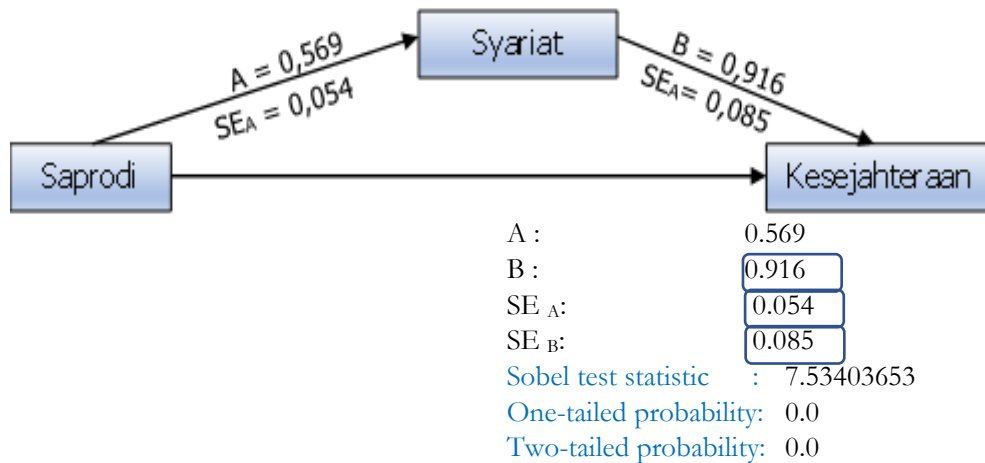 Syariat
A = 0,569
SEA = 0,054
B = 0,916
SEA= 0,085
Saprodi
Kesejahteraan
A : 0.569
B : 0.916
SE A: 0.054
SE B: 0.085
Sobel test statistic : 7.53403653
One-tailed probability: 0.0
Two-tailed probability: 0.0